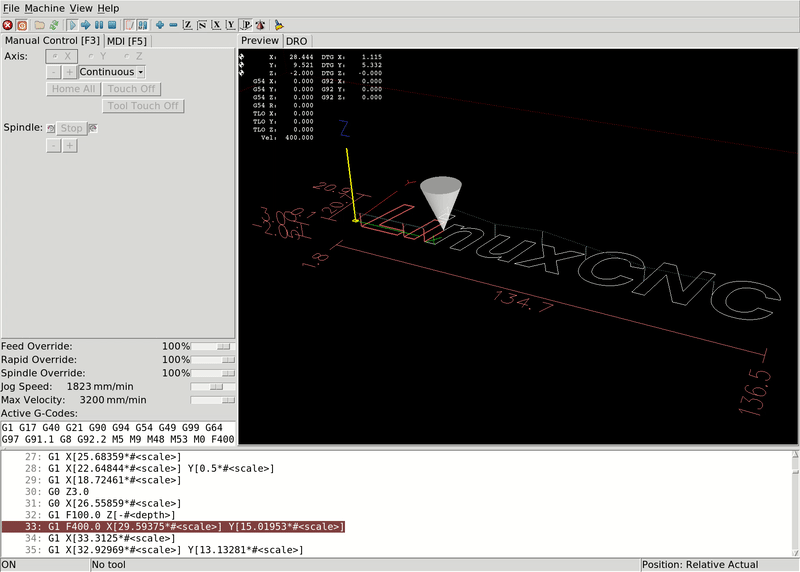 File Machine View Help
Z N X Y P
Manual Control [F3] MDI [F5]
Preview DRO
Axis: X Y Z
- + Continuous
Home All Touch Off
Tool Touch Off
Spindle: Stop
- +
X: 28.444 DTG X: 1.115
Y: 9.521 DTG Y: 5.332
Z: -2.000 DTG Z: -0.000
G54 X: 0.000 G92 X: 0.000
G54 Y: 0.000 G92 Y: 0.000
G54 Z: 0.000 G92 Z: 0.000
G54 R: 0.000
TLO X: 0.000
TLO Y: 0.000
TLO Z: 0.000
Vel: 400.000
Z
Y
LinuxCNC
1.8
134.7
136.5
Feed Override: 100%
Rapid Override: 100%
Spindle Override: 100%
Jog Speed: 1823 mm/min
Max Velocity: 3200 mm/min
Active G-Codes:
G1 G17 G40 G21 G90 G94 G54 G49 G99 G64
G97 G91.1 G8 G92.2 M5 M9 M48 M53 M0 F400
27: G1 X[25.68359*#<scale>]
28: G1 X[22.64844*#<scale>] Y[0.5*#<scale>]
29: G1 X[18.72461*#<scale>]
30: G0 Z3.0
31: G0 X[26.55859*#<scale>]
32: G1 F100.0 Z[-#<depth>]
33: G1 F400.0 X[29.59375*#<scale>] Y[15.01953*#<scale>]
34: G1 X[33.3125*#<scale>]
35: G1 X[32.92969*#<scale>] Y[13.13281*#<scale>]
ON No tool Position: Relative Actual